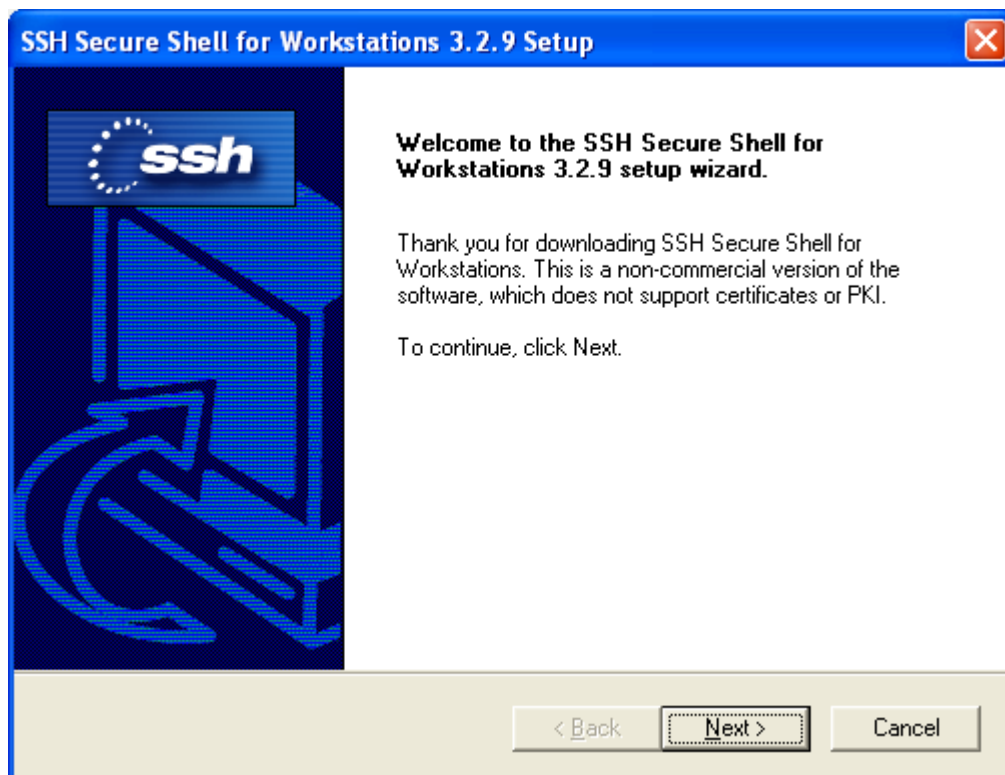 SSH Secure Shell for Workstations 3.2.9 Setup
ssh
Welcome to the SSH Secure Shell for
Workstations 3.2.9 setup wizard.
Thank you for downloading SSH Secure Shell for
Workstations. This is a non-commercial version of the
software, which does not support certificates or PKI.
To continue, click Next.
< Back
Next >
Cancel